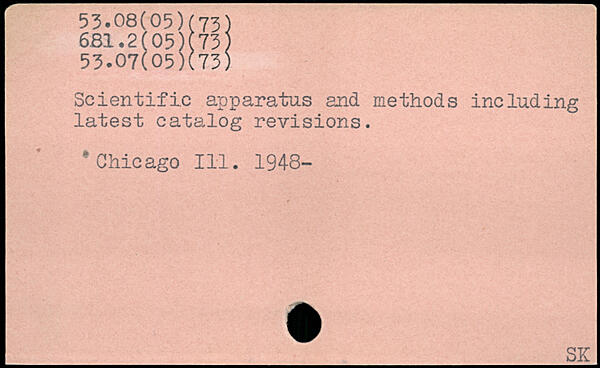 53.08(05)(73)
681.2(05)(73)
53.07(05)(73)
Scientific apparatus and methods including
latest catalog revisions.
Chicago Ill. 1948-
SK